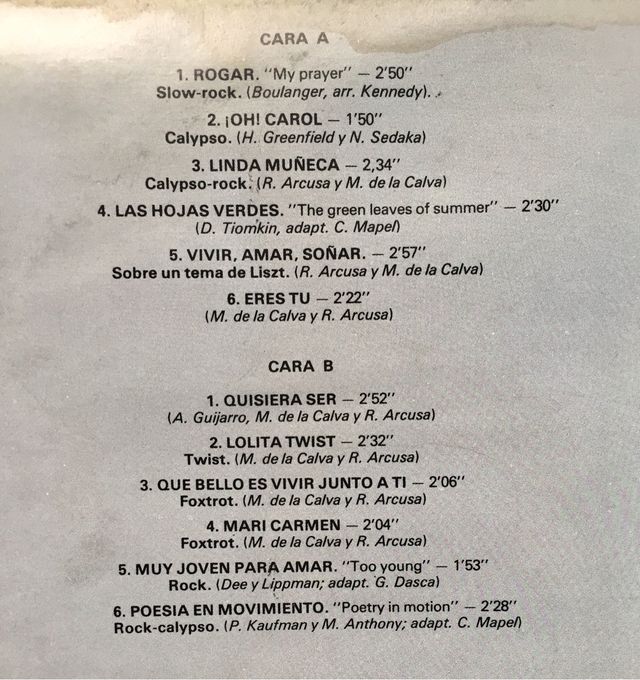 CARA A
1. ROGAR. "My prayer" — 2'50"
Slow-rock. (Boulanger, arr. Kennedy).
2. ¡OH! CAROL — 1'50"
Calypso. (H. Greenfield y N. Sedaka)
3. LINDA MUÑECA — 2,34"
Calypso-rock. (R. Arcusa y M. de la Calva)
4. LAS HOJAS VERDES. "The green leaves of summer" — 2'30"
(D. Tiomkin, adapt. C. Mapel)
5. VIVIR, AMAR, SOÑAR. — 2'57"
Sobre un tema de Liszt. (R. Arcusa y M. de la Calva)
6. ERES TU — 2'22"
(M. de la Calva y R. Arcusa)
CARA B
1. QUISIERA SER — 2'52"
(A. Guijarro, M. de la Calva y R. Arcusa)
2. LOLITA TWIST — 2'32"
Twist. (M. de la Calva y R. Arcusa)
3. QUE BELLO ES VIVIR JUNTO A TI — 2'06"
Foxtrot. (M. de la Calva y R. Arcusa)
4. MARI CARMEN — 2'04"
Foxtrot. (M. de la Calva y R. Arcusa)
5. MUY JOVEN PARA AMAR. "Too young" — 1'53"
Rock. (Dee y Lippman; adapt. G. Dasca)
6. POESIA EN MOVIMIENTO. "Poetry in motion" — 2'28"
Rock-calypso. (P. Kaufman y M. Anthony; adapt. C. Mapel)